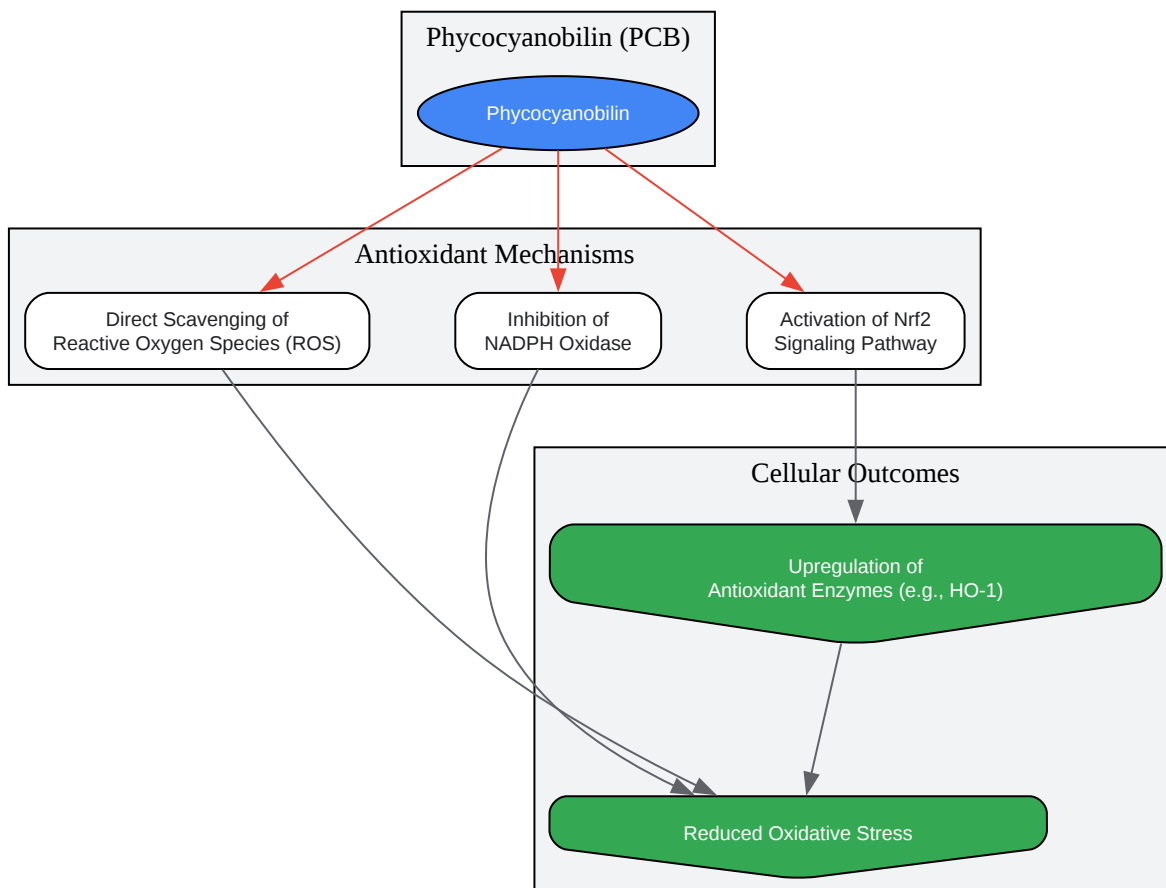 Phycocyanobilin (PCB)
Phycocyanobilin
Antioxidant Mechanisms
Direct Scavenging of
Reactive Oxygen Species (ROS)
Inhibition of
NADPH Oxidase
Activation of Nrf2
Signaling Pathway
Cellular Outcomes
Upregulation of
Antioxidant Enzymes (e.g., HO-1)
Reduced Oxidative Stress